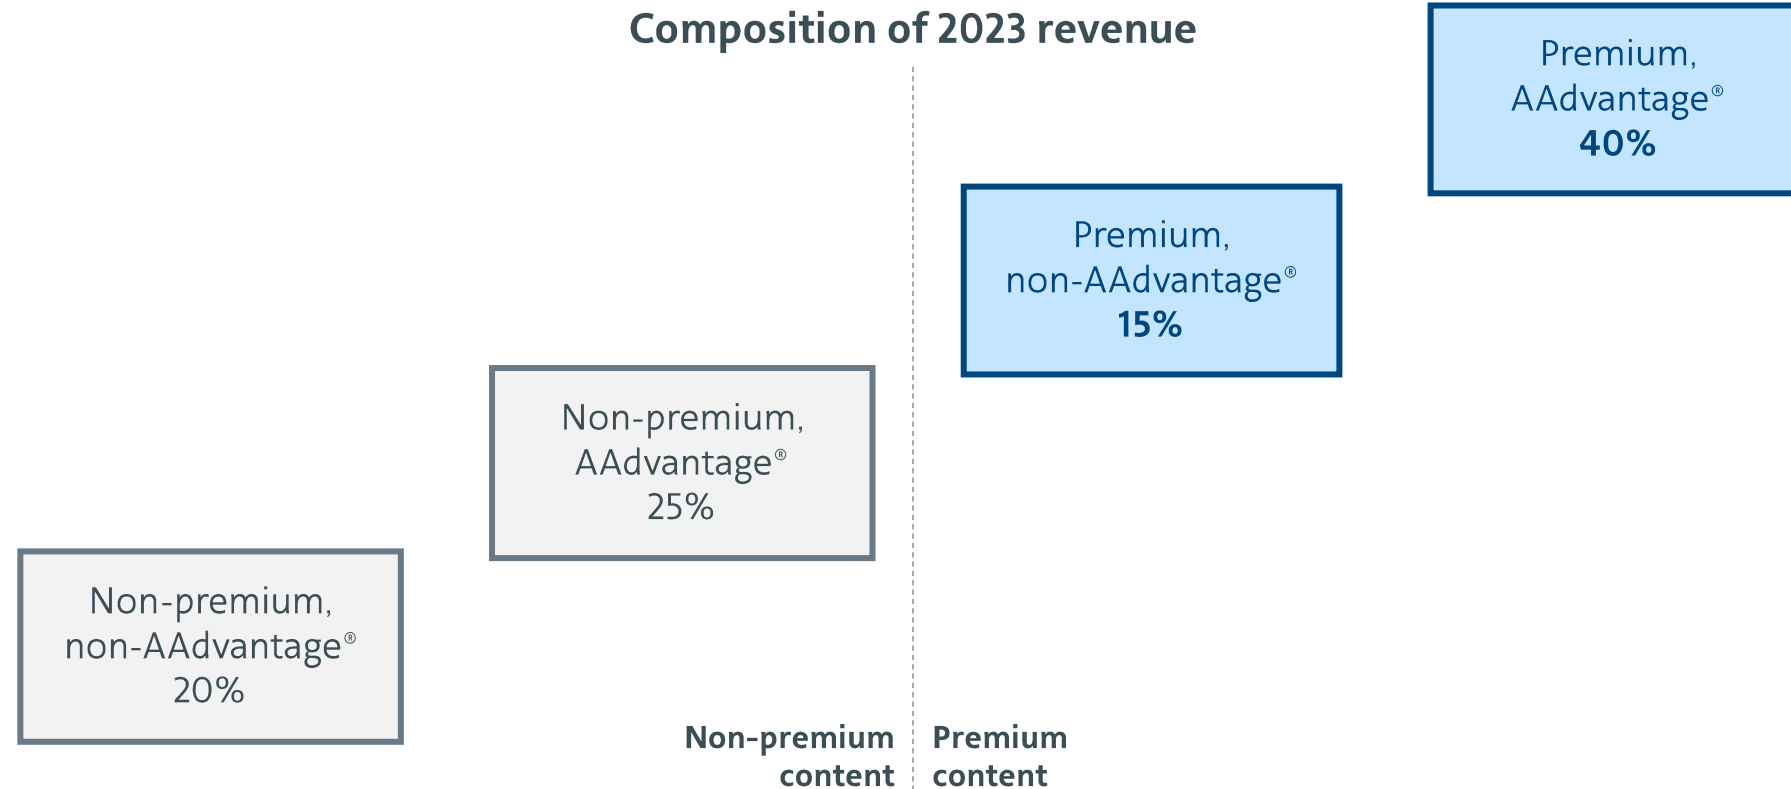 Composition of 2023 revenue
Premium,
AAdvantage®
40%
Premium,
non-AAdvantage®
15%
Non-premium,
AAdvantage®
25%
Non-premium,
non-AAdvantage®
20%
Non-premium
content
Premium
content